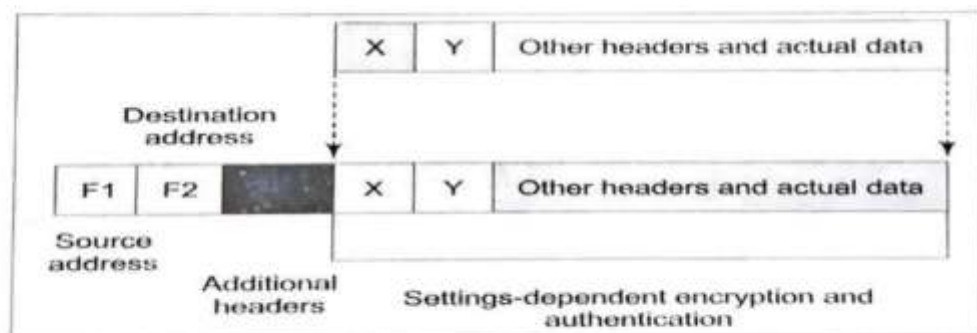 X Y Other headers and actual data
Destination
address
F1 F2 X Y Other headers and actual data
Source
address
Additional
headers
Settings-dependent encryption and
authentication